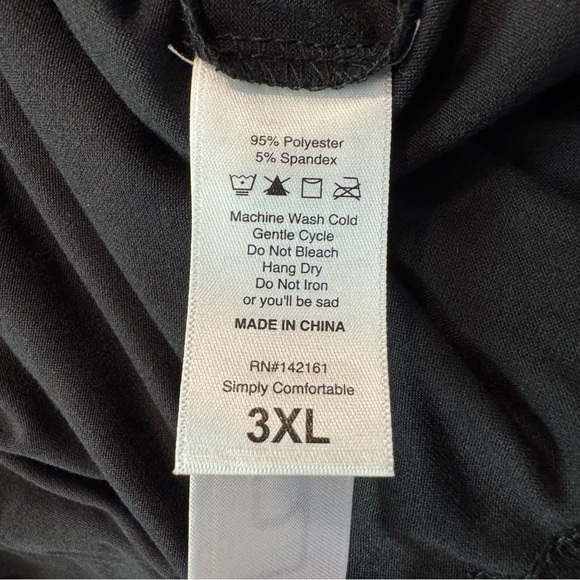 95% Polyester
5% Spandex
Machine Wash Cold
Gentle Cycle
Do Not Bleach
Hang Dry
Do Not Iron
or you'll be sad
MADE IN CHINA
RN#142161
Simply Comfortable
3XL